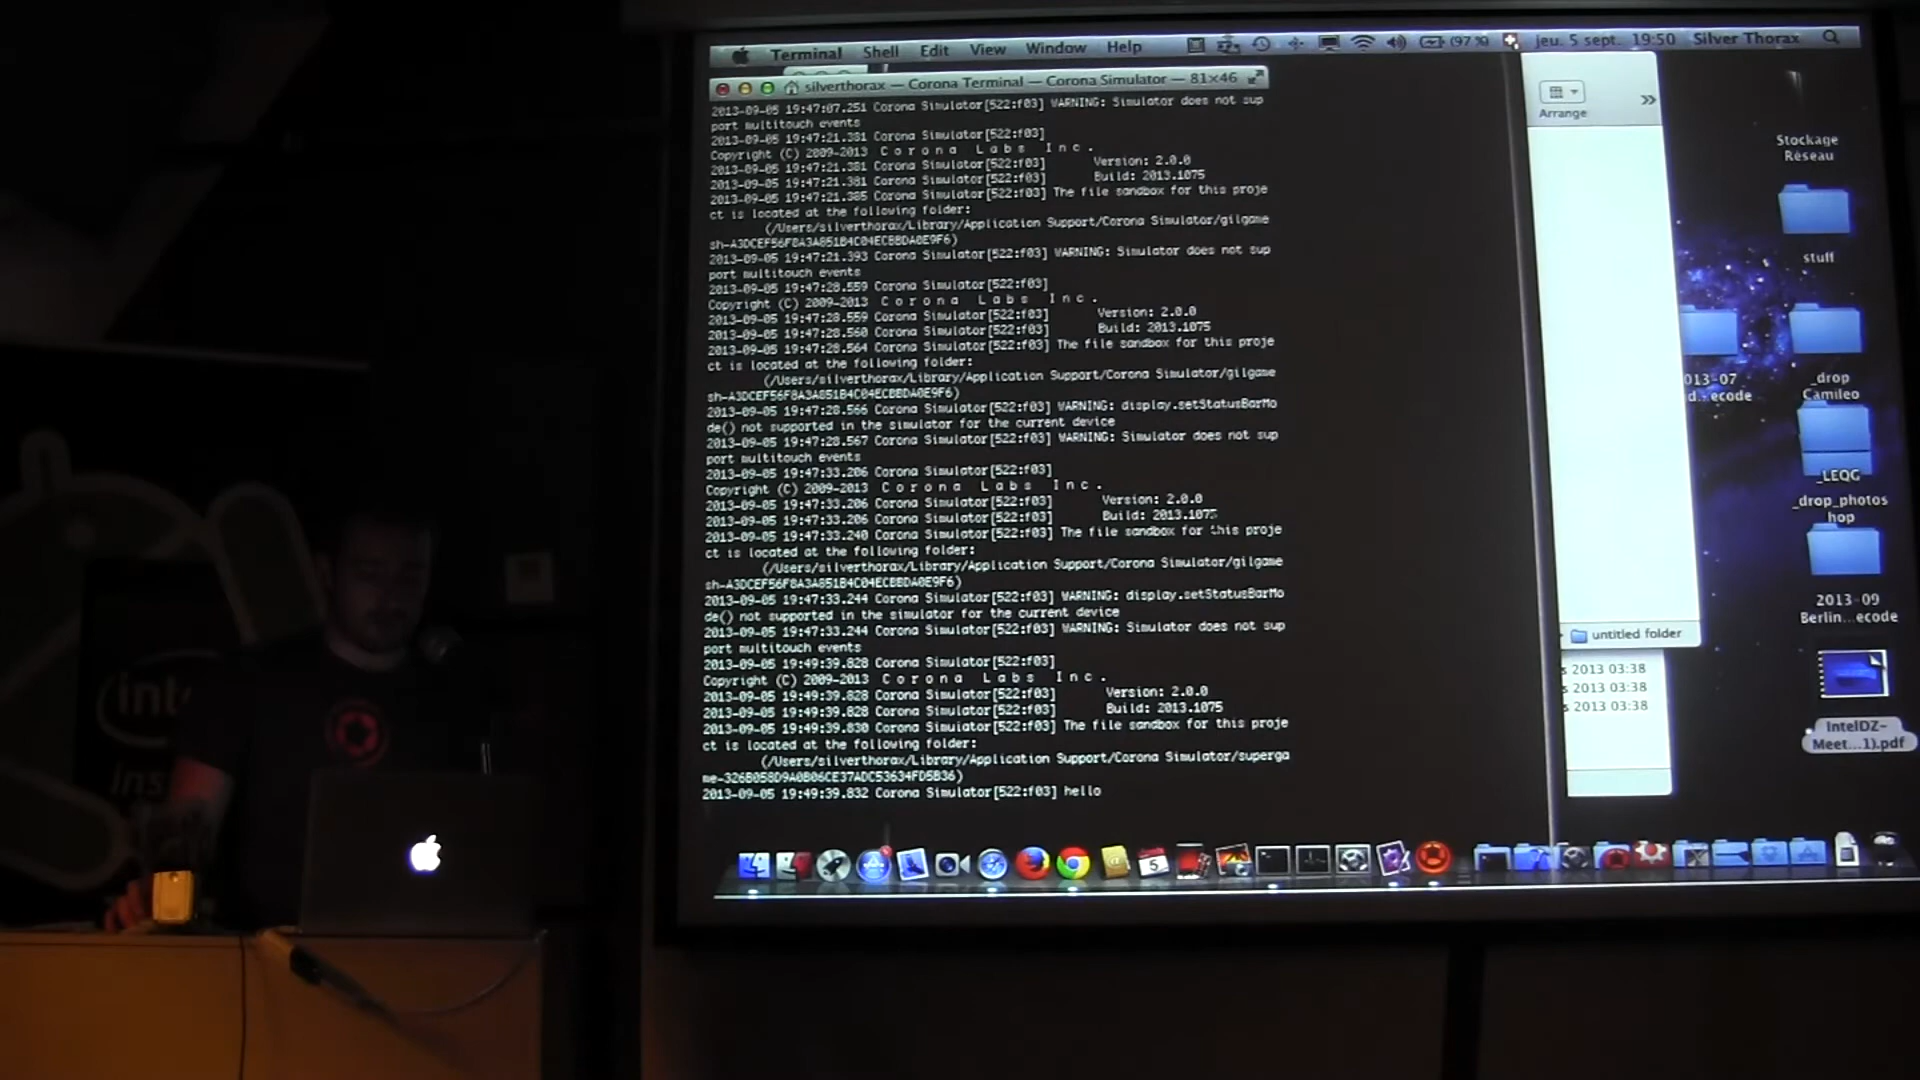 Terminal Shell Edit View Window Help (97%) jeu. 5 sept. 19:50 Silver Thorax
silverthorax — Corona Terminal — Corona Simulator — 81×46
2013-09-05 19:47:07.251 Corona Simulator[522:f03] WARNING: Simulator does not sup
port multitouch events
2013-09-05 19:47:21.381 Corona Simulator[522:f03]
Copyright (C) 2009-2013 C o r o n a L a b s I n c .
2013-09-05 19:47:21.381 Corona Simulator[522:f03] Version: 2.0.0
2013-09-05 19:47:21.381 Corona Simulator[522:f03] Build: 2013.1075
2013-09-05 19:47:21.385 Corona Simulator[522:f03] The file sandbox for this proje
ct is located at the following folder:
(/Users/silverthorax/Library/Application Support/Corona Simulator/gilgame
sh-A3DCEF56F8A3A851B4C04ECBBDA0E9F6)
2013-09-05 19:47:21.393 Corona Simulator[522:f03] WARNING: Simulator does not sup
port multitouch events
2013-09-05 19:47:28.559 Corona Simulator[522:f03]
Copyright (C) 2009-2013 C o r o n a L a b s I n c .
2013-09-05 19:47:28.559 Corona Simulator[522:f03] Version: 2.0.0
2013-09-05 19:47:28.560 Corona Simulator[522:f03] Build: 2013.1075
2013-09-05 19:47:28.564 Corona Simulator[522:f03] The file sandbox for this proje
ct is located at the following folder:
(/Users/silverthorax/Library/Application Support/Corona Simulator/gilgame
sh-A3DCEF56F8A3A851B4C04ECBBDA0E9F6)
2013-09-05 19:47:28.566 Corona Simulator[522:f03] WARNING: display.setStatusBarMo
de() not supported in the simulator for the current device
2013-09-05 19:47:28.567 Corona Simulator[522:f03] WARNING: Simulator does not sup
port multitouch events
2013-09-05 19:47:33.206 Corona Simulator[522:f03]
Copyright (C) 2009-2013 C o r o n a L a b s I n c .
2013-09-05 19:47:33.206 Corona Simulator[522:f03] Version: 2.0.0
2013-09-05 19:47:33.206 Corona Simulator[522:f03] Build: 2013.1075
2013-09-05 19:47:33.240 Corona Simulator[522:f03] The file sandbox for this proje
ct is located at the following folder:
(/Users/silverthorax/Library/Application Support/Corona Simulator/gilgame
sh-A3DCEF56F8A3A851B4C04ECBBDA0E9F6)
2013-09-05 19:47:33.244 Corona Simulator[522:f03] WARNING: display.setStatusBarMo
de() not supported in the simulator for the current device
2013-09-05 19:47:33.244 Corona Simulator[522:f03] WARNING: Simulator does not sup
port multitouch events
2013-09-05 19:49:39.828 Corona Simulator[522:f03]
Copyright (C) 2009-2013 C o r o n a L a b s I n c .
2013-09-05 19:49:39.828 Corona Simulator[522:f03] Version: 2.0.0
2013-09-05 19:49:39.828 Corona Simulator[522:f03] Build: 2013.1075
2013-09-05 19:49:39.830 Corona Simulator[522:f03] The file sandbox for this proje
ct is located at the following folder:
(/Users/silverthorax/Library/Application Support/Corona Simulator/superga
me-326B058D9A0B06CE37ADC53634FD5B36)
2013-09-05 19:49:39.832 Corona Simulator[522:f03] hello
Arrange
untitled folder
s 2013 03:38
s 2013 03:38
s 2013 03:38
Stockage
Réseau
stuff
013-07
d...ecode
_drop
Camileo
_LEQG
_drop_photos
hop
2013-09
Berlin...ecode
IntelDZ-
Meet...1).pdf
5
inte
ins